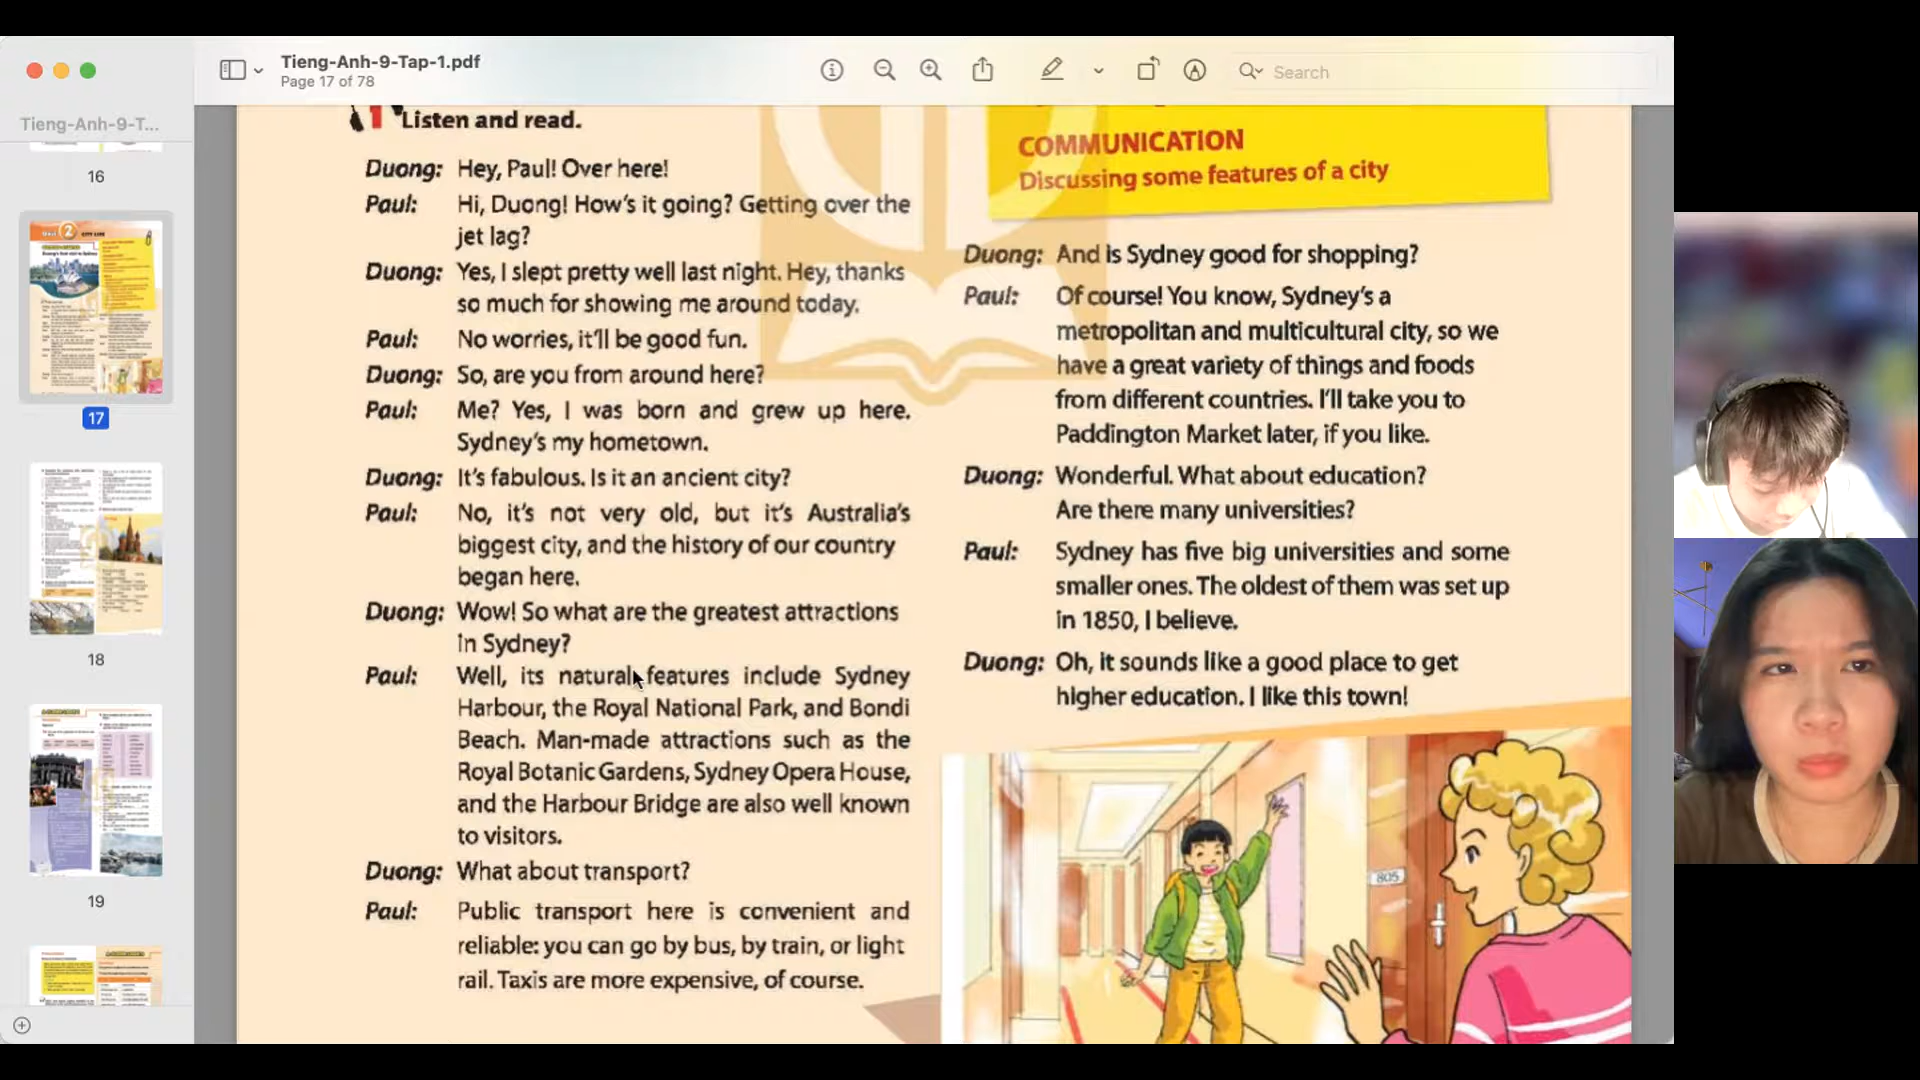 Tieng-Anh-9-Tap-1.pdf
Page 17 of 78
Search
Tieng-Anh-9-T...
16
17
18
19
1
Listen and read.
Duong: Hey, Paul! Over here!
Paul: Hi, Duong! How's it going? Getting over the
jet lag?
Duong: Yes, I slept pretty well last night. Hey, thanks
so much for showing me around today.
Paul: No worries, it'll be good fun.
Duong: So, are you from around here?
Paul: Me? Yes, I was born and grew up here.
Sydney's my hometown.
Duong: It's fabulous. Is it an ancient city?
Paul: No, it's not very old, but it's Australia's
biggest city, and the history of our country
began here.
Duong: Wow! So what are the greatest attractions
in Sydney?
Paul: Well, its natural features include Sydney
Harbour, the Royal National Park, and Bondi
Beach. Man-made attractions such as the
Royal Botanic Gardens, Sydney Opera House,
and the Harbour Bridge are also well known
to visitors.
Duong: What about transport?
Paul: Public transport here is convenient and
reliable: you can go by bus, by train, or light
rail. Taxis are more expensive, of course.
COMMUNICATION
Discussing some features of a city
Duong: And is Sydney good for shopping?
Paul: Of course! You know, Sydney's a
metropolitan and multicultural city, so we
have a great variety of things and foods
from different countries. I'll take you to
Paddington Market later, if you like.
Duong: Wonderful. What about education?
Are there many universities?
Paul: Sydney has five big universities and some
smaller ones. The oldest of them was set up
in 1850, I believe.
Duong: Oh, it sounds like a good place to get
higher education. I like this town!
805